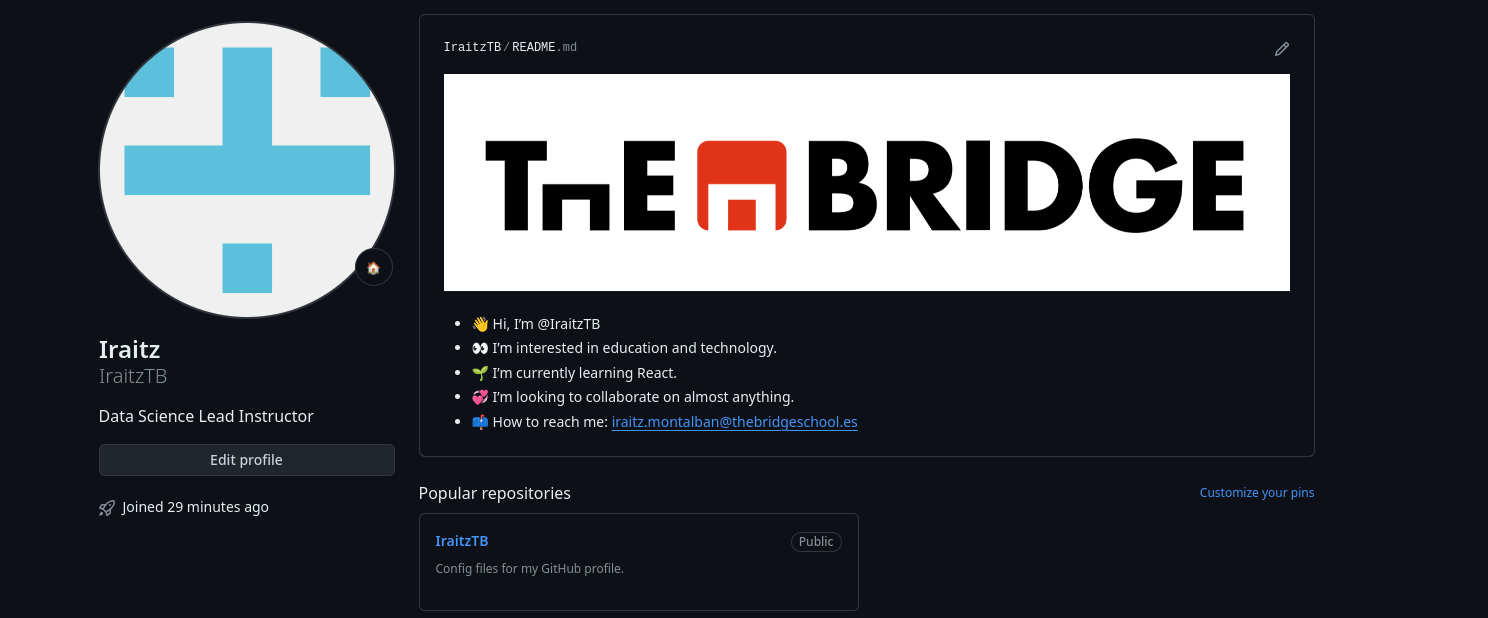 IraitzTB/README.md
THE BRIDGE
👋 Hi, I’m @IraitzTB
👀 I’m interested in education and technology.
🌱 I’m currently learning React.
💞️ I’m looking to collaborate on almost anything.
📫 How to reach me: iraitz.montalban@thebridgeschool.es
Iraitz
IraitzTB
Data Science Lead Instructor
Edit profile
Joined 29 minutes ago
Popular repositories
Customize your pins
IraitzTB
Public
Config files for my GitHub profile.